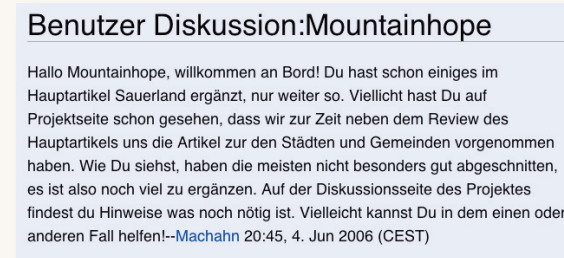 Benutzer Diskussion:Mountainhope
Hallo Mountainhope, willkommen an Bord! Du hast schon einiges im
Hauptartikel Sauerland ergänzt, nur weiter so. Viellicht hast Du auf
Projektseite schon gesehen, dass wir zur Zeit neben dem Review des
Hauptartikels uns die Artikel zur den Städten und Gemeinden vorgenommen
haben. Wie Du siehst, haben die meisten nicht besonders gut abgeschnitten,
es ist also noch viel zu ergänzen. Auf der Diskussionsseite des Projektes
findest du Hinweise was noch nötig ist. Vielleicht kannst Du in dem einen oder
anderen Fall helfen!--Machahn 20:45, 4. Jun 2006 (CEST)